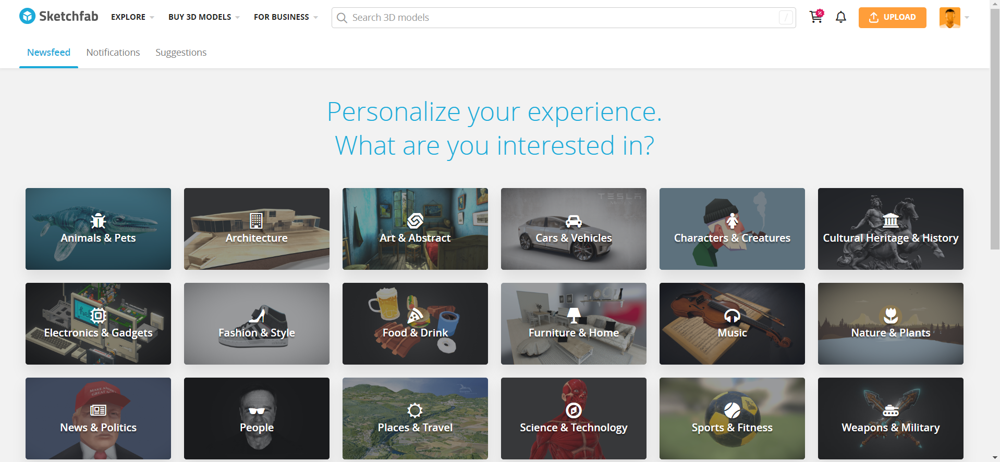 Sketchfab
EXPLORE
BUY 3D MODELS
FOR BUSINESS
Search 3D models
/
UPLOAD
Newsfeed
Notifications
Suggestions
Personalize your experience.
What are you interested in?
TESLA
Animals & Pets
Architecture
Art & Abstract
Cars & Vehicles
Characters & Creatures
Cultural Heritage & History
Electronics & Gadgets
Fashion & Style
Food & Drink
Furniture & Home
Music
Nature & Plants
News & Politics
People
Places & Travel
Science & Technology
Sports & Fitness
Weapons & Military